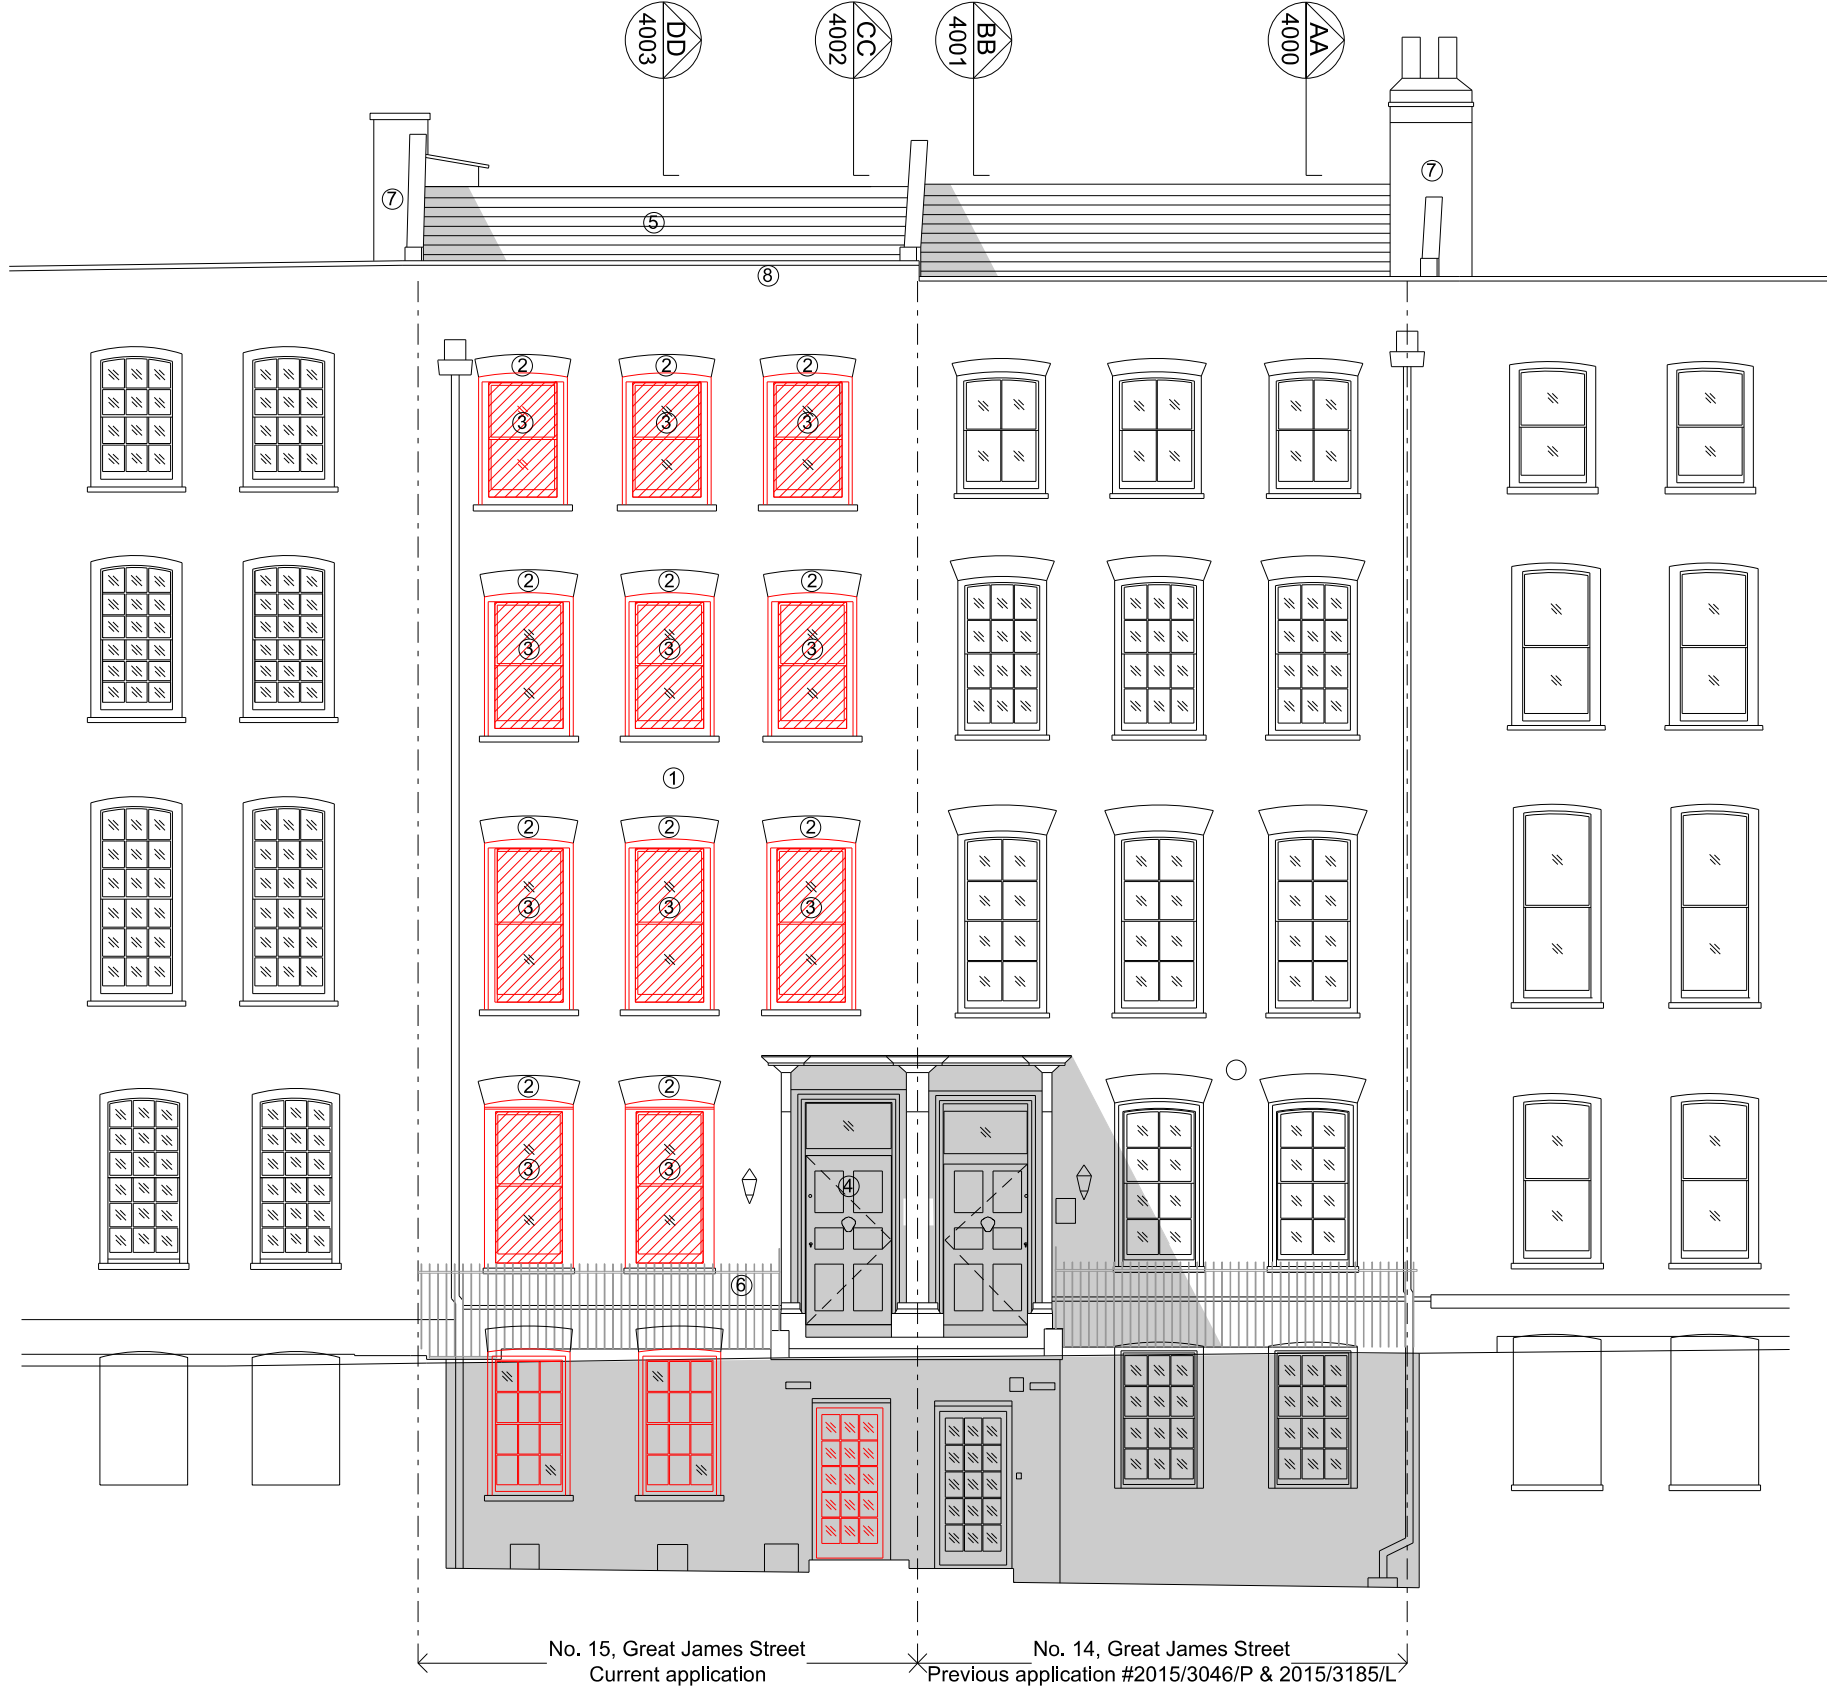 DD
4003
CC
4002
BB
4001
AA
4000
7
7
5
8
2 2 2
3 3 3
2 2 2
3 3 3
1
2 2 2
3 3 3
2 2
3 3
4
6
No. 15, Great James Street
Current application
No. 14, Great James Street
Previous application #2015/3046/P & 2015/3185/L